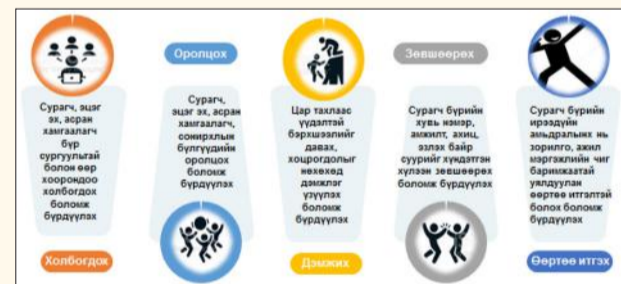 Сурагч, эцэг
эх, асран
хамгаалагч
бүр
сургуультай
болон өөр
хоорондоо
холбогдох
боломж
бүрдүүлэх
Холбогдох
Оролцох
Сурагч,
эцэг эх, асран
хамгаалагч,
сонирхлын
бүлгүүдийн
оролцох
боломж
бүрдүүлэх
Цар тахлаас
үүдэлтэй
бэрхшээлийг
давах,
хоцрогдолыг
нөхөхөд
дэмжлэг
үзүүлэх
боломж
бүрдүүлэх
Дэмжих
Зөвшөөрөх
Сурагч бүрийн
хувь нэмэр,
амжилт, ахиц,
эзлэх байр
суурийг хүндэтгэн
хүлээн зөвшөөрөх
боломж бүрдүүлэх
Сурагч бүрийн
ирээдүйн
амьдралынх нь
зорилго, ажил
мэргэжлийн чиг
баримжаатай
уялдуулан
өөртөө итгэлтэй
болох боломж
бүрдүүлэх
Өөртөө итгэх